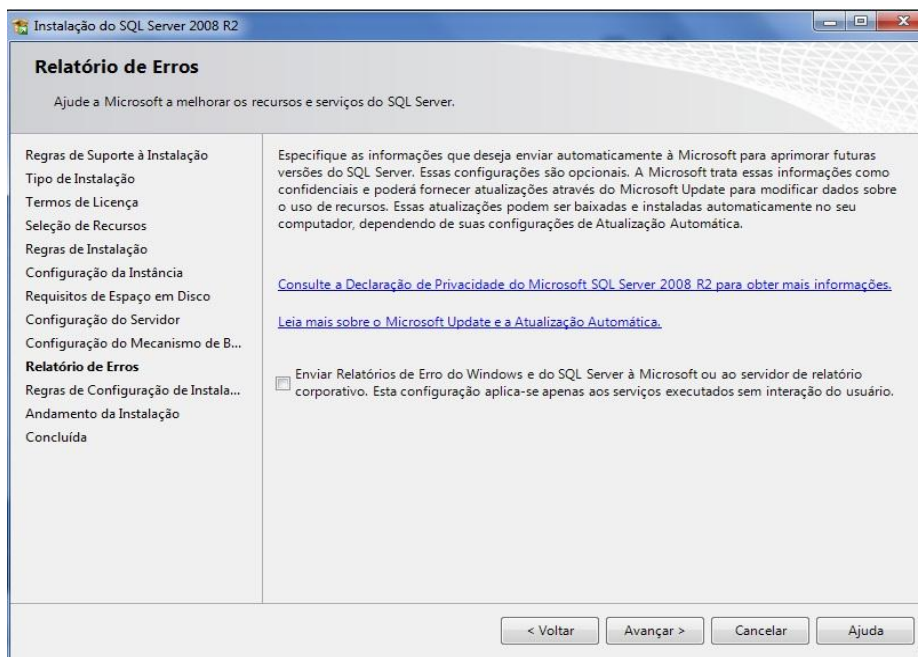 Instalação do SQL Server 2008 R2
Relatório de Erros
Ajude a Microsoft a melhorar os recursos e serviços do SQL Server.
Regras de Suporte à Instalação
Tipo de Instalação
Termos de Licença
Seleção de Recursos
Regras de Instalação
Configuração da Instância
Requisitos de Espaço em Disco
Configuração do Servidor
Configuração do Mecanismo de B...
Relatório de Erros
Regras de Configuração de Instala...
Andamento da Instalação
Concluída
Especifique as informações que deseja enviar automaticamente à Microsoft para aprimorar futuras
versões do SQL Server. Essas configurações são opcionais. A Microsoft trata essas informações como
confidenciais e poderá fornecer atualizações através do Microsoft Update para modificar dados sobre
o uso de recursos. Essas atualizações podem ser baixadas e instaladas automaticamente no seu
computador, dependendo de suas configurações de Atualização Automática.
Consulte a Declaração de Privacidade do Microsoft SQL Server 2008 R2 para obter mais informações.
Leia mais sobre o Microsoft Update e a Atualização Automática.
Enviar Relatórios de Erro do Windows e do SQL Server à Microsoft ou ao servidor de relatório
corporativo. Esta configuração aplica-se apenas aos serviços executados sem interação do usuário.
< Voltar
Avançar >
Cancelar
Ajuda